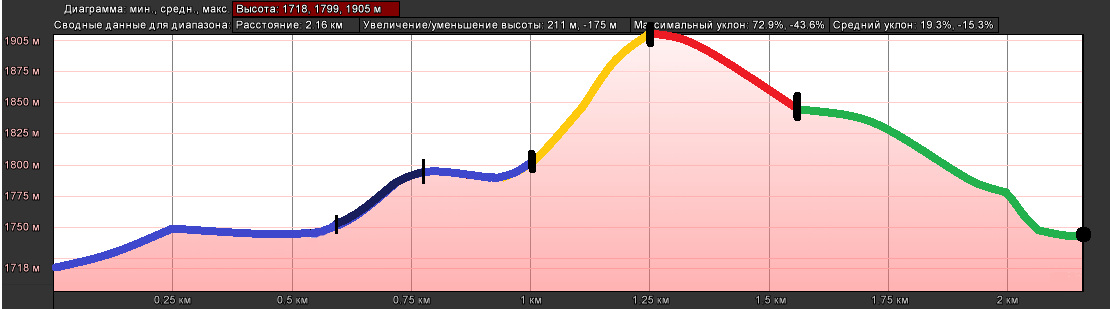 Диаграмма: мин., средн., макс. Высота: 1718, 1799, 1905 м
Сводные данные для диапазона: Расстояние: 2.16 км Увеличение/уменьшение высоты: 211 м, -175 м Максимальный уклон: 72.9%, -43.6% Средний уклон: 19.3%, -15.3%
1905 м
1875 м
1850 м
1825 м
1800 м
1775 м
1750 м
1718 м
0.25 км 0.5 км 0.75 км 1 км 1.25 км 1.5 км 1.75 км 2 км